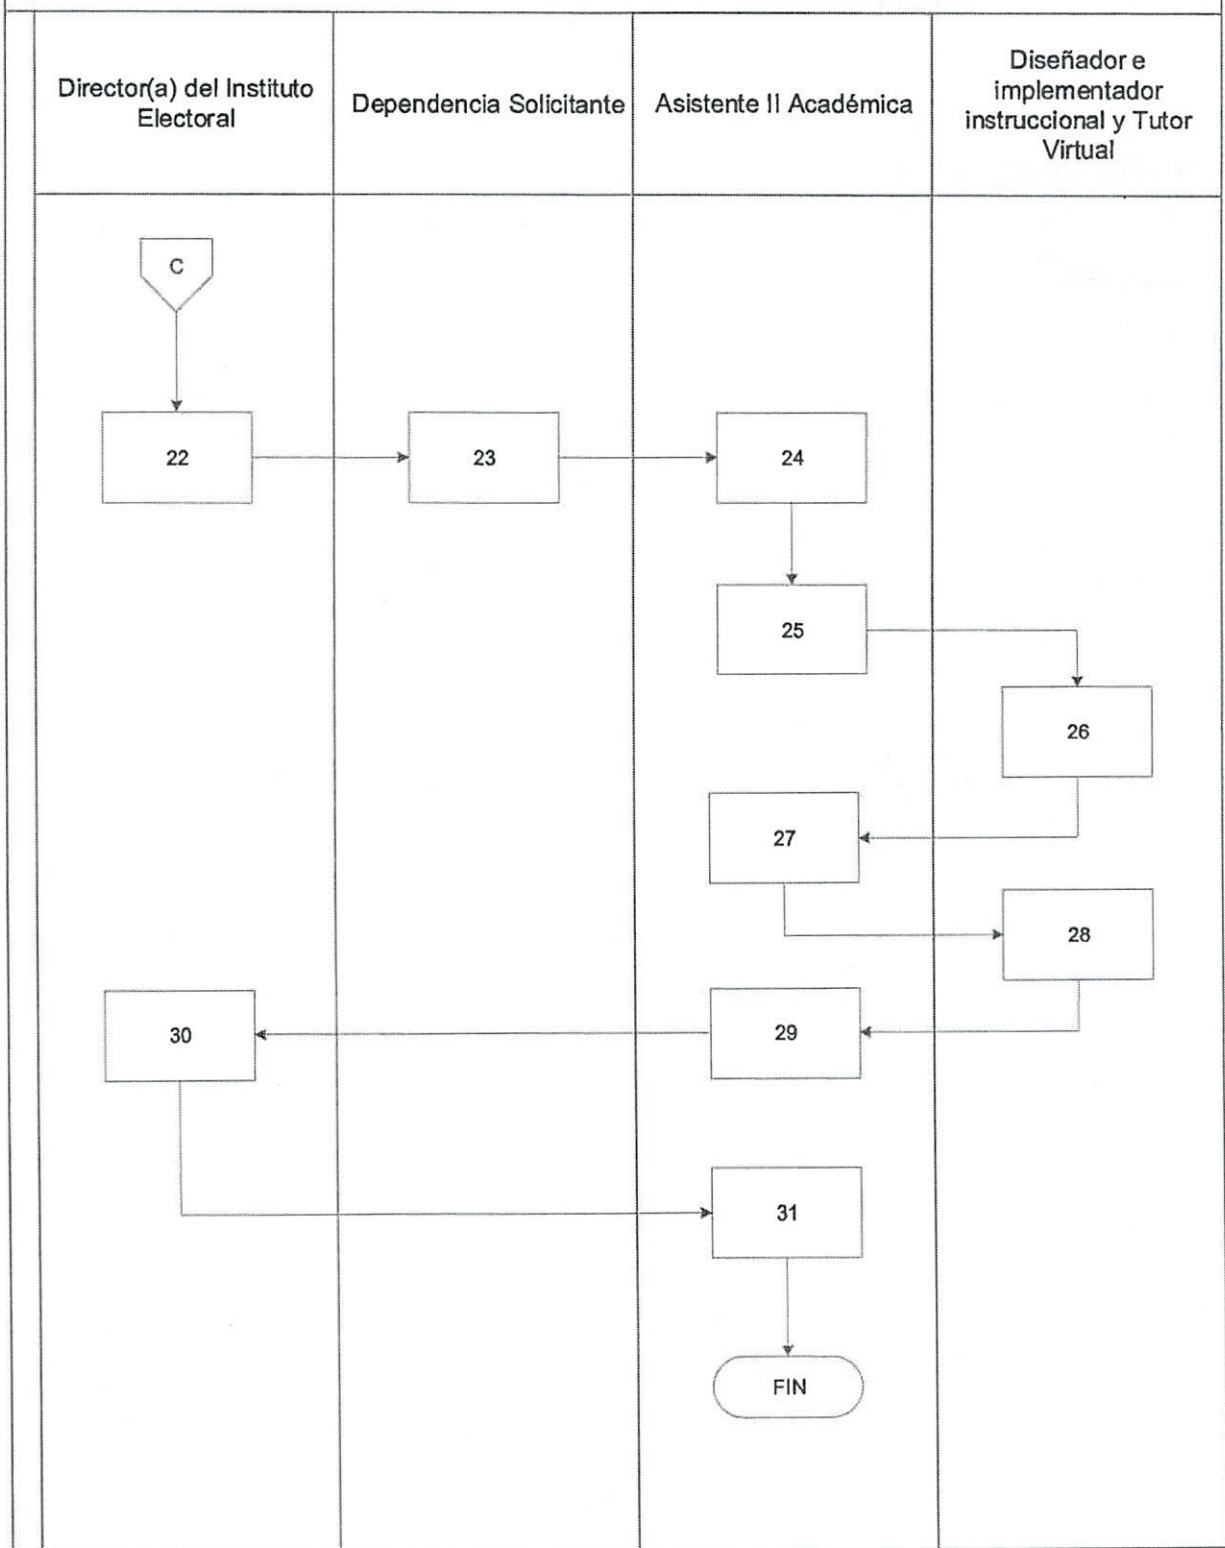 Director(a) del Instituto
Electoral
Dependencia Solicitante
Asistente II Académica
Diseñador e
implementador
instruccional y Tutor
Virtual
C
22
23
24
25
26
27
28
29
30
31
FIN